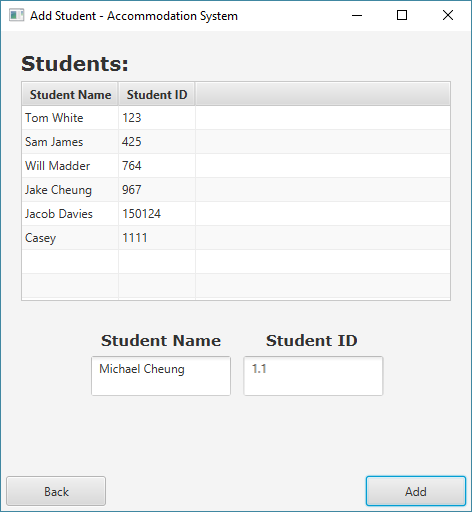 Add Student - Accommodation System
Students:
Student Name Student ID
Tom White 123
Sam James 425
Will Madder 764
Jake Cheung 967
Jacob Davies 150124
Casey 1111
Student Name Student ID
Michael Cheung 1.1
Back Add